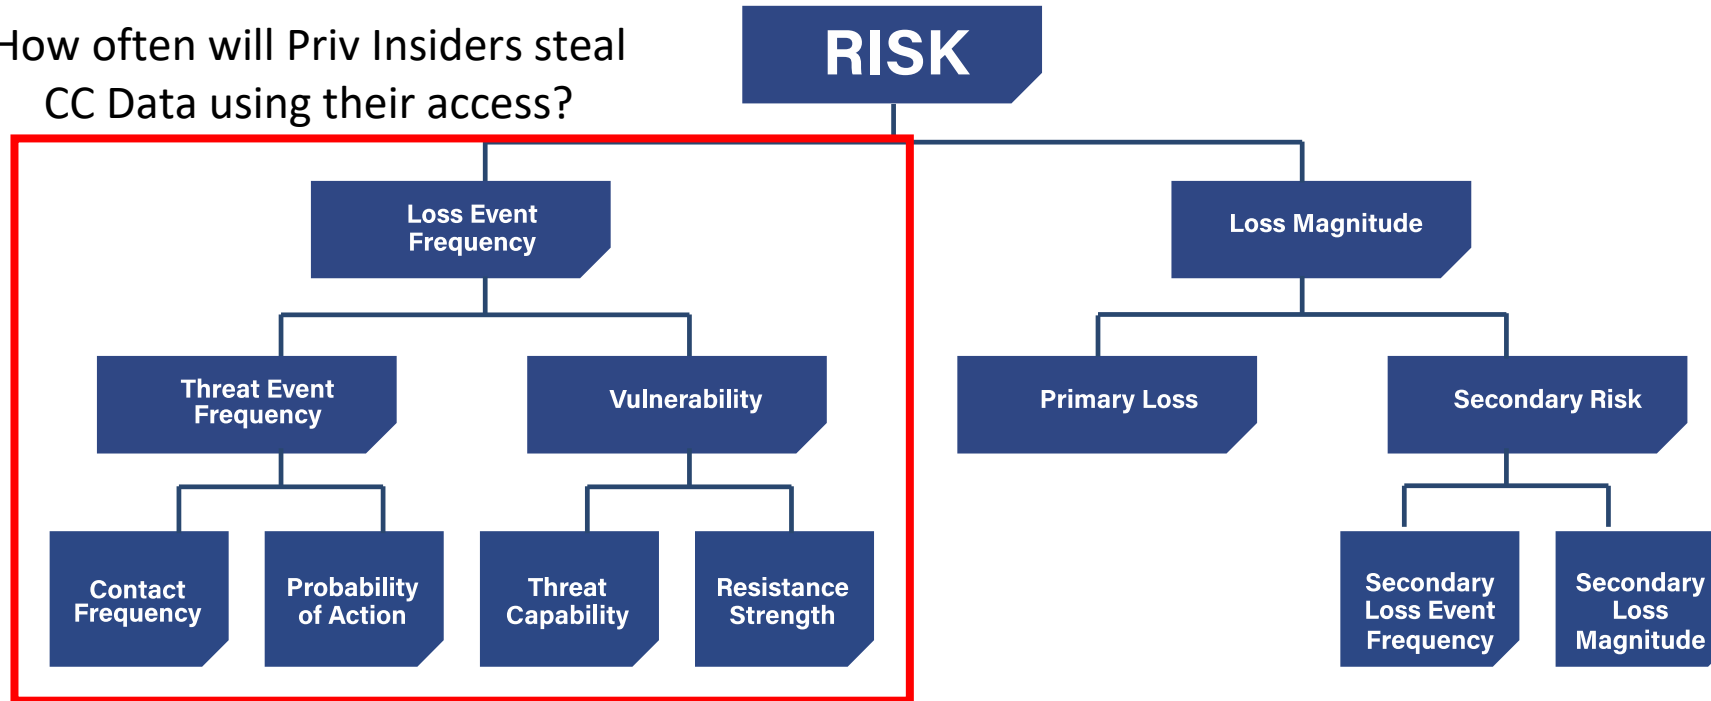 How often will Priv Insiders steal
CC Data using their access?
RISK
Loss Event
Frequency
Loss Magnitude
Threat Event
Frequency
Vulnerability
Primary Loss
Secondary Risk
Contact
Frequency
Probability
of Action
Threat
Capability
Resistance
Strength
Secondary
Loss Event
Frequency
Secondary
Loss
Magnitude